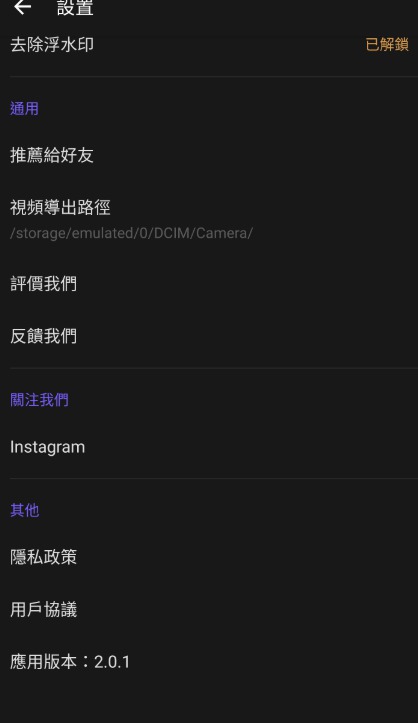 設置
去除浮水印 已解鎖
通用
推薦給好友
視頻導出路徑
/storage/emulated/0/DCIM/Camera/
評價我們
反饋我們
關注我們
Instagram
其他
隱私政策
用戶協議
應用版本：2.0.1